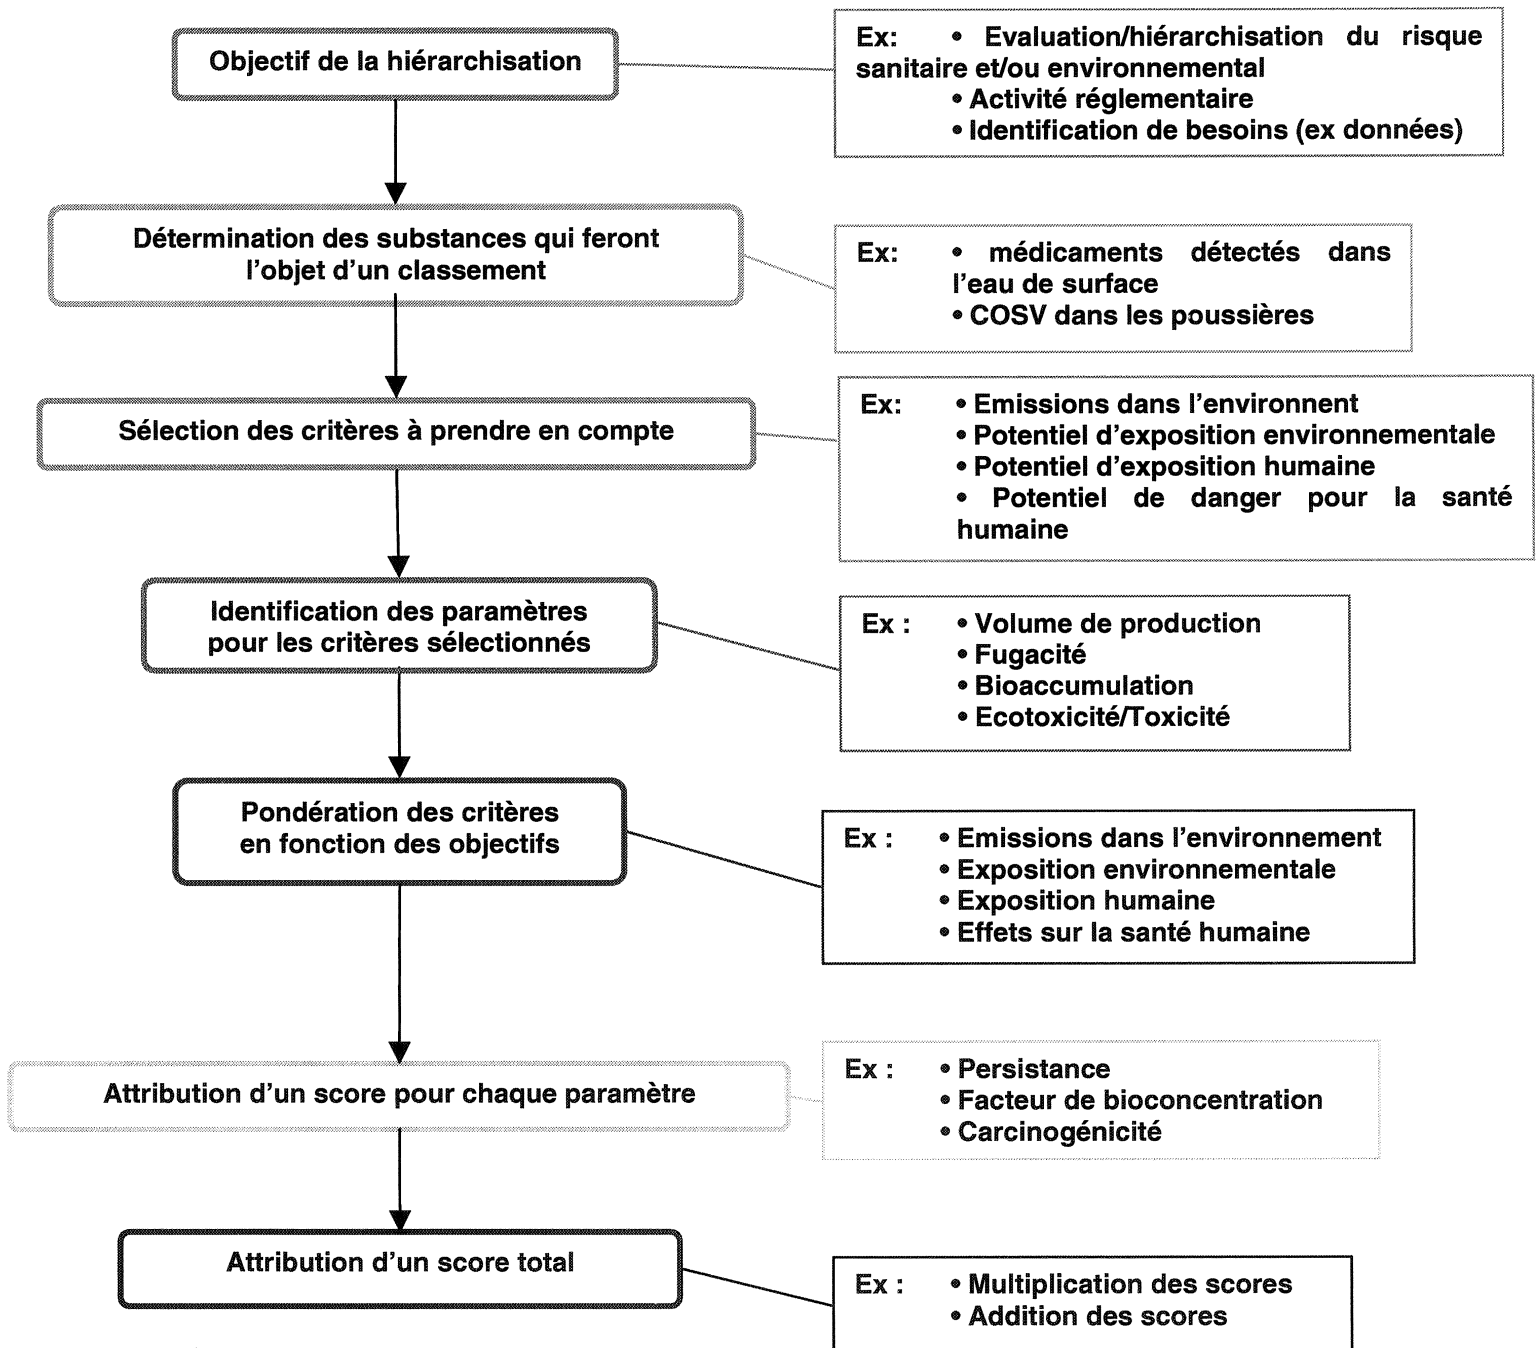 Objectif de la hiérarchisation
Ex: • Evaluation/hiérarchisation du risque
sanitaire et/ou environnemental
• Activité réglementaire
• Identification de besoins (ex données)
Détermination des substances qui feront
l'objet d'un classement
Ex: • médicaments détectés dans
l'eau de surface
• COSV dans les poussières
Sélection des critères à prendre en compte
Ex: • Emissions dans l'environnent
• Potentiel d'exposition environnementale
• Potentiel d'exposition humaine
• Potentiel de danger pour la santé
humaine
Identification des paramètres
pour les critères sélectionnés
Ex : • Volume de production
• Fugacité
• Bioaccumulation
• Ecotoxicité/Toxicité
Pondération des critères
en fonction des objectifs
Ex : • Emissions dans l'environnement
• Exposition environnementale
• Exposition humaine
• Effets sur la santé humaine
Attribution d'un score pour chaque paramètre
Ex : • Persistance
• Facteur de bioconcentration
• Carcinogénicité
Attribution d'un score total
Ex : • Multiplication des scores
• Addition des scores